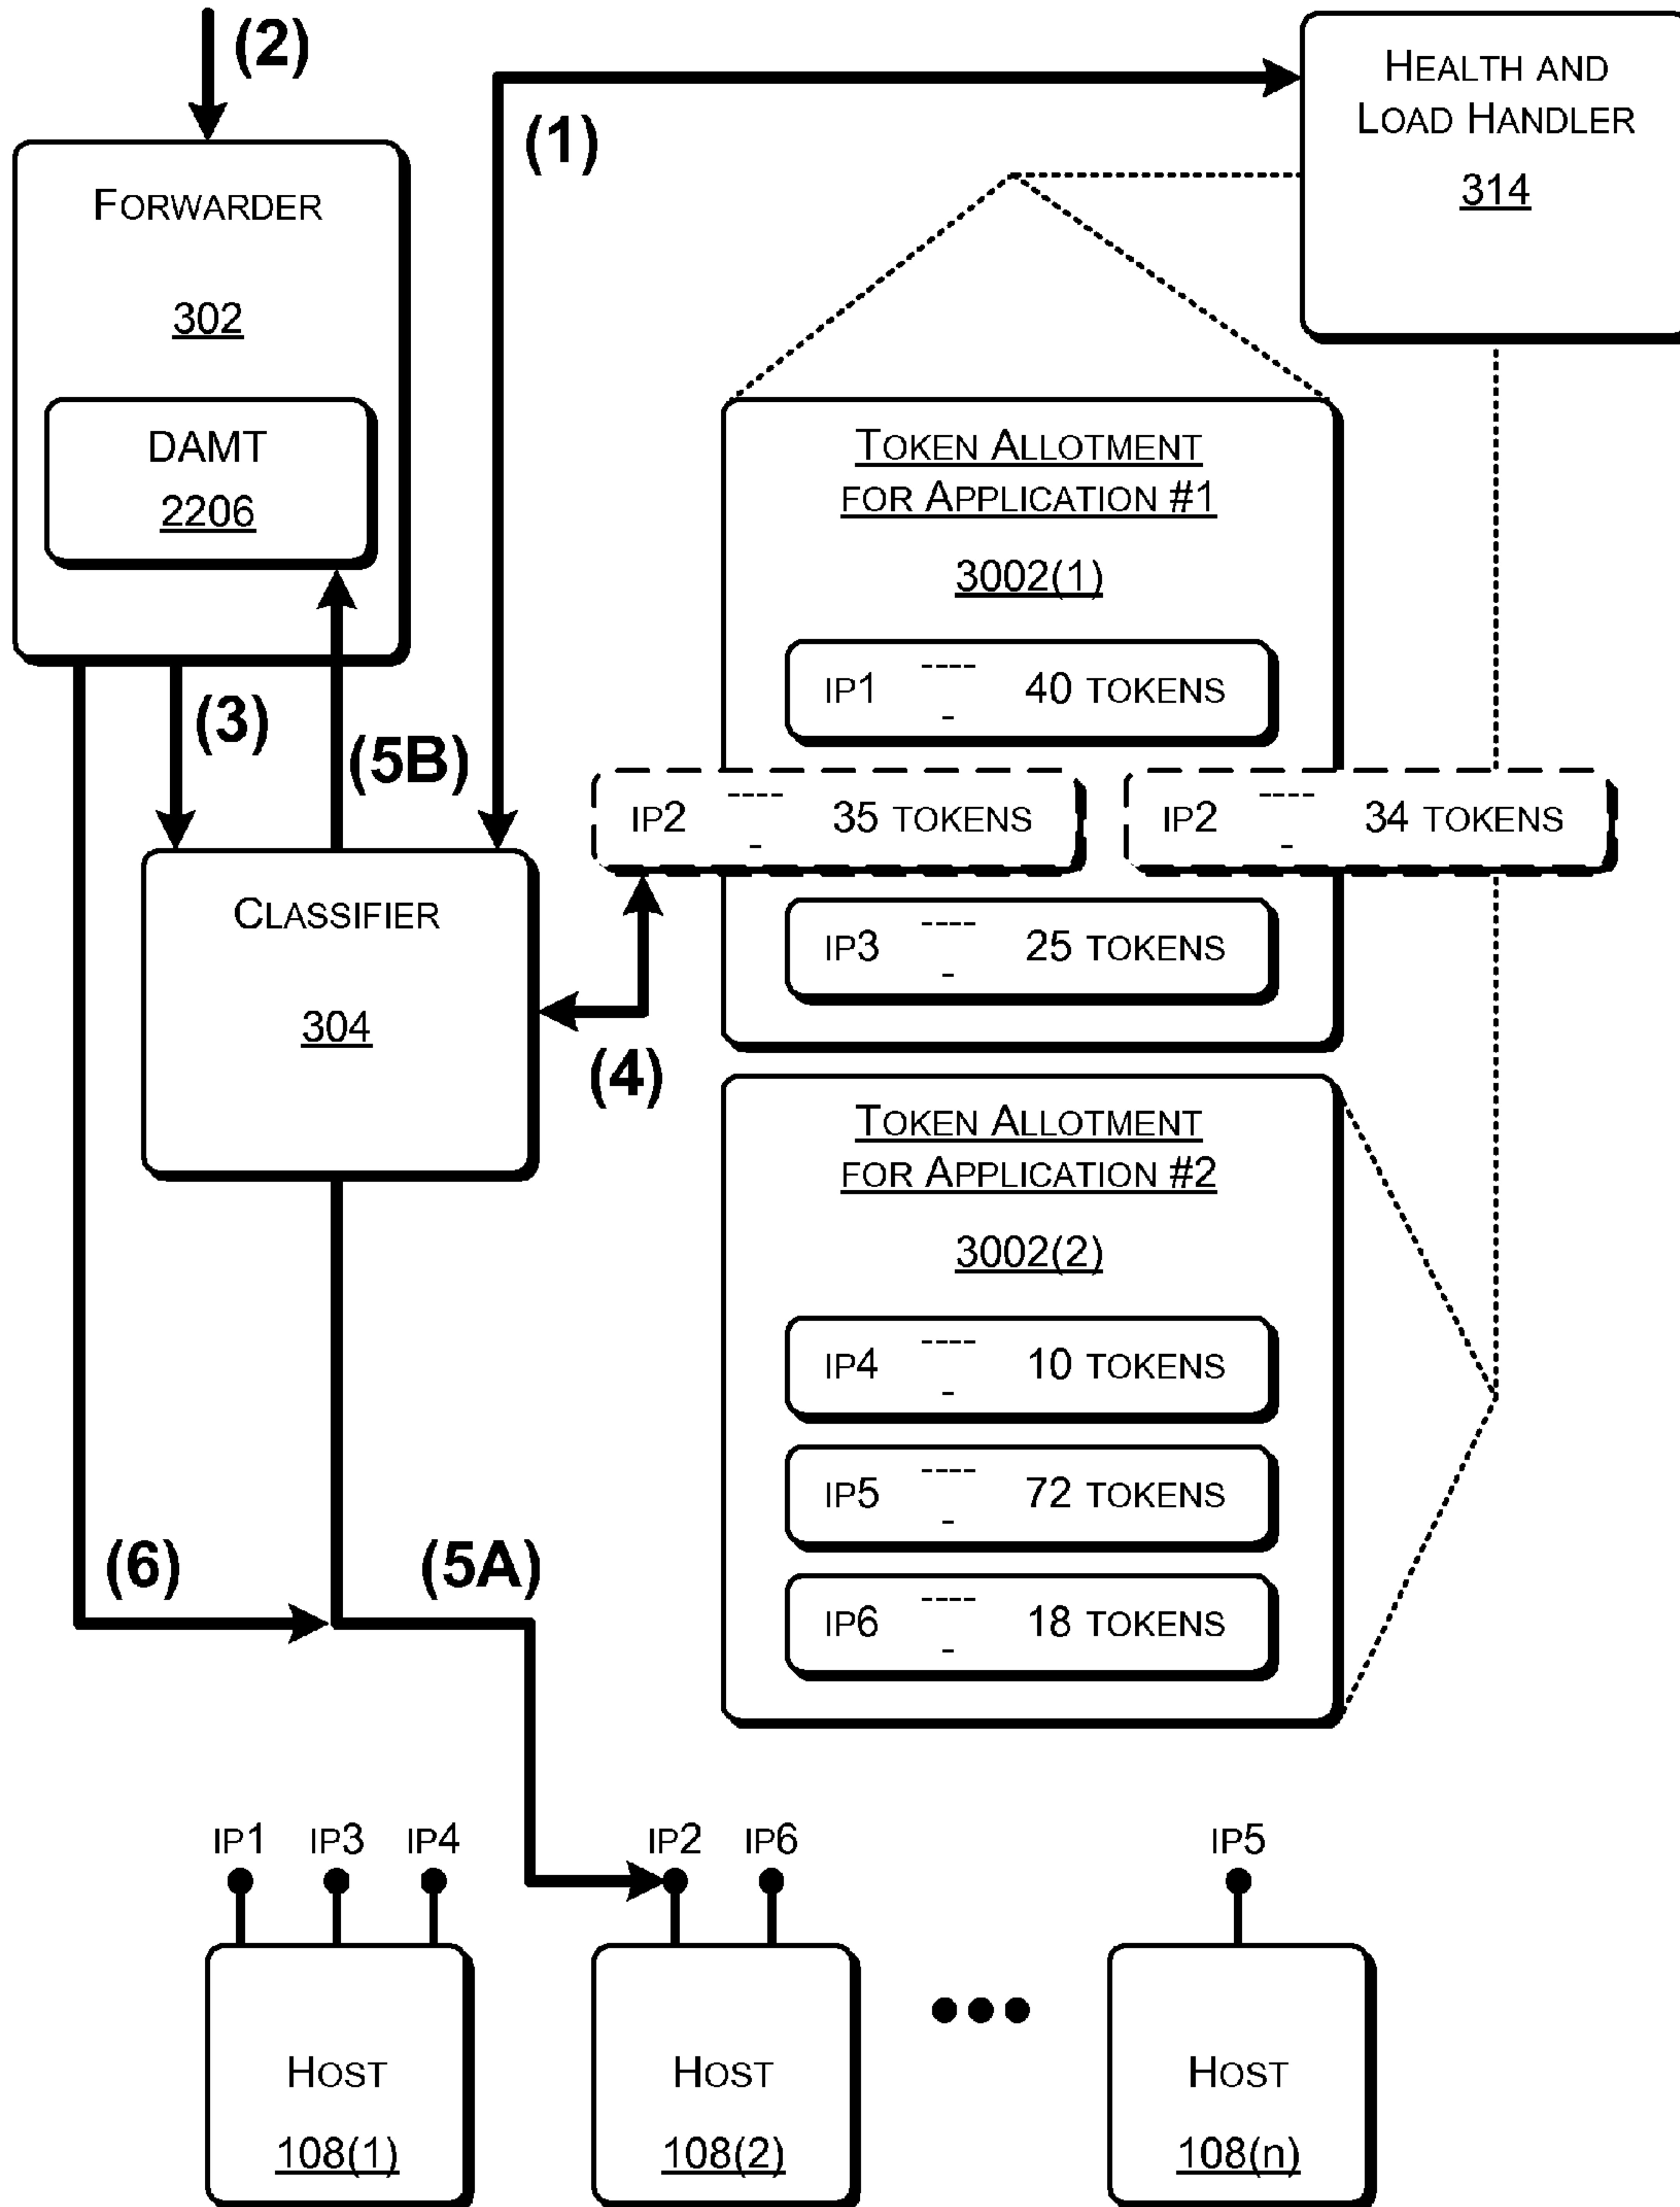 (2)
(1)
HEALTH AND
LOAD HANDLER
314
FORWARDER
302
DAMT
2206
TOKEN ALLOTMENT
FOR APPLICATION #1
3002(1)
IP1 ----- 40 TOKENS
(3)
(5B)
IP2 ----- 35 TOKENS
IP2 ----- 34 TOKENS
IP3 ----- 25 TOKENS
CLASSIFIER
304
(4)
TOKEN ALLOTMENT
FOR APPLICATION #2
3002(2)
IP4 ----- 10 TOKENS
IP5 ----- 72 TOKENS
IP6 ----- 18 TOKENS
(6)
(5A)
IP1 IP3 IP4
IP2 IP6
IP5
HOST
108(1)
HOST
108(2)
HOST
108(n)